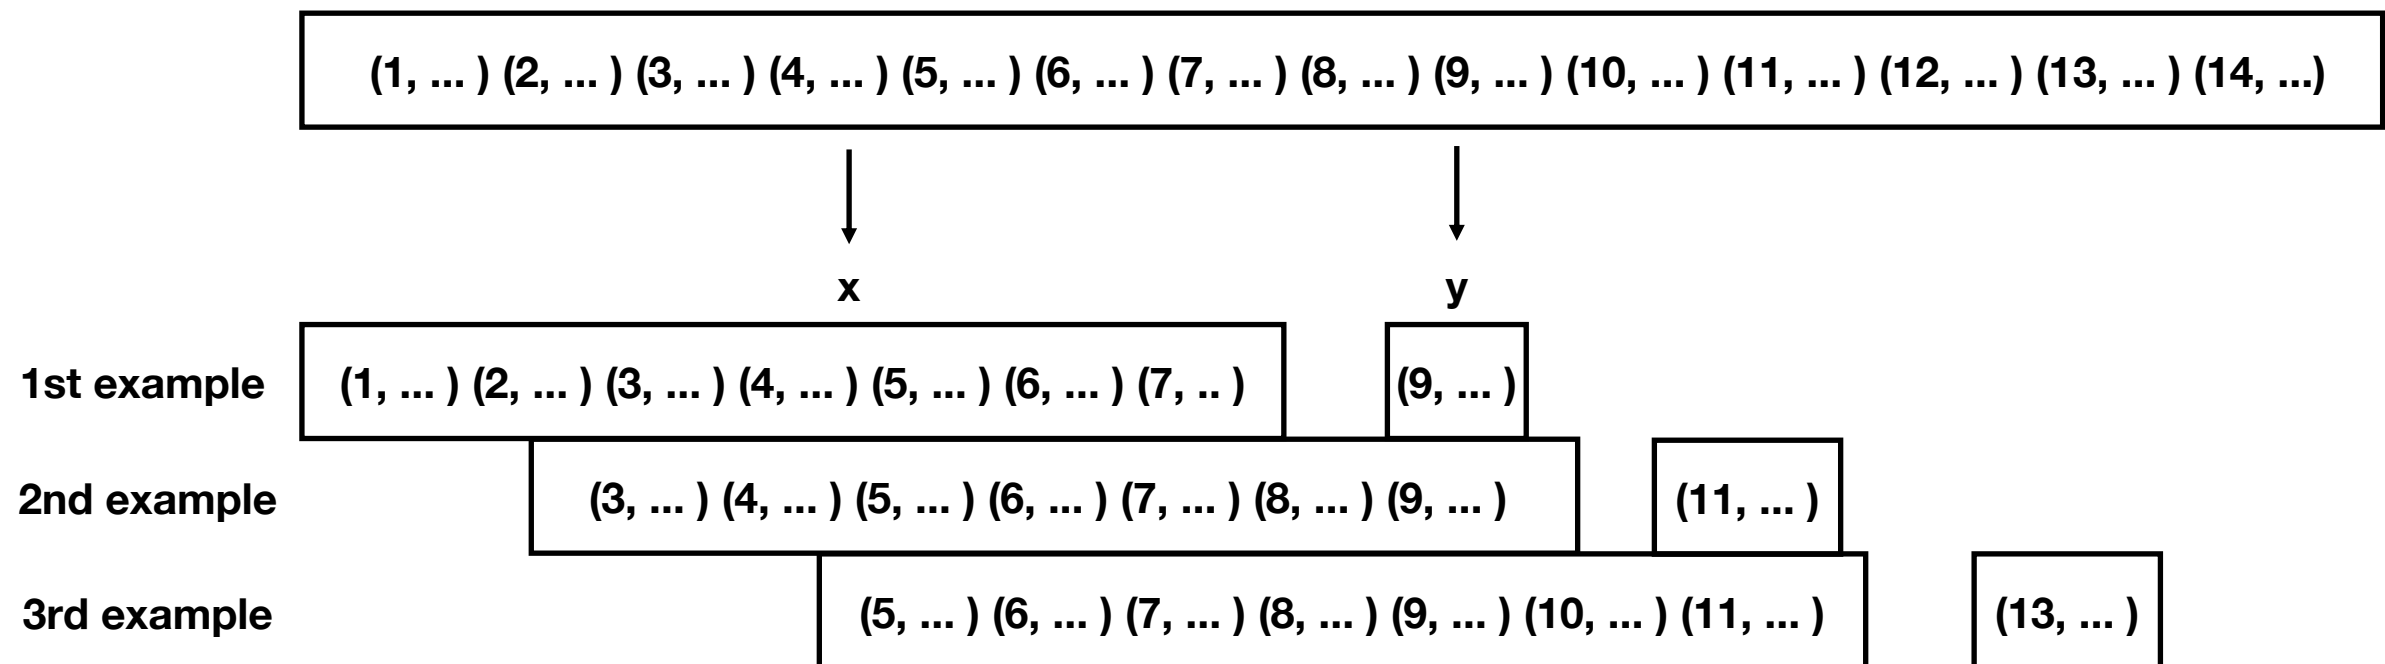 (1, ... ) (2, ... ) (3, ... ) (4, ... ) (5, ... ) (6, ... ) (7, ... ) (8, ... ) (9, ... ) (10, ... ) (11, ... ) (12, ... ) (13, ... ) (14, ...)
x y
1st example (1, ... ) (2, ... ) (3, ... ) (4, ... ) (5, ... ) (6, ... ) (7, .. ) (9, ... )
2nd example (3, ... ) (4, ... ) (5, ... ) (6, ... ) (7, ... ) (8, ... ) (9, ... ) (11, ... )
3rd example (5, ... ) (6, ... ) (7, ... ) (8, ... ) (9, ... ) (10, ... ) (11, ... ) (13, ... )